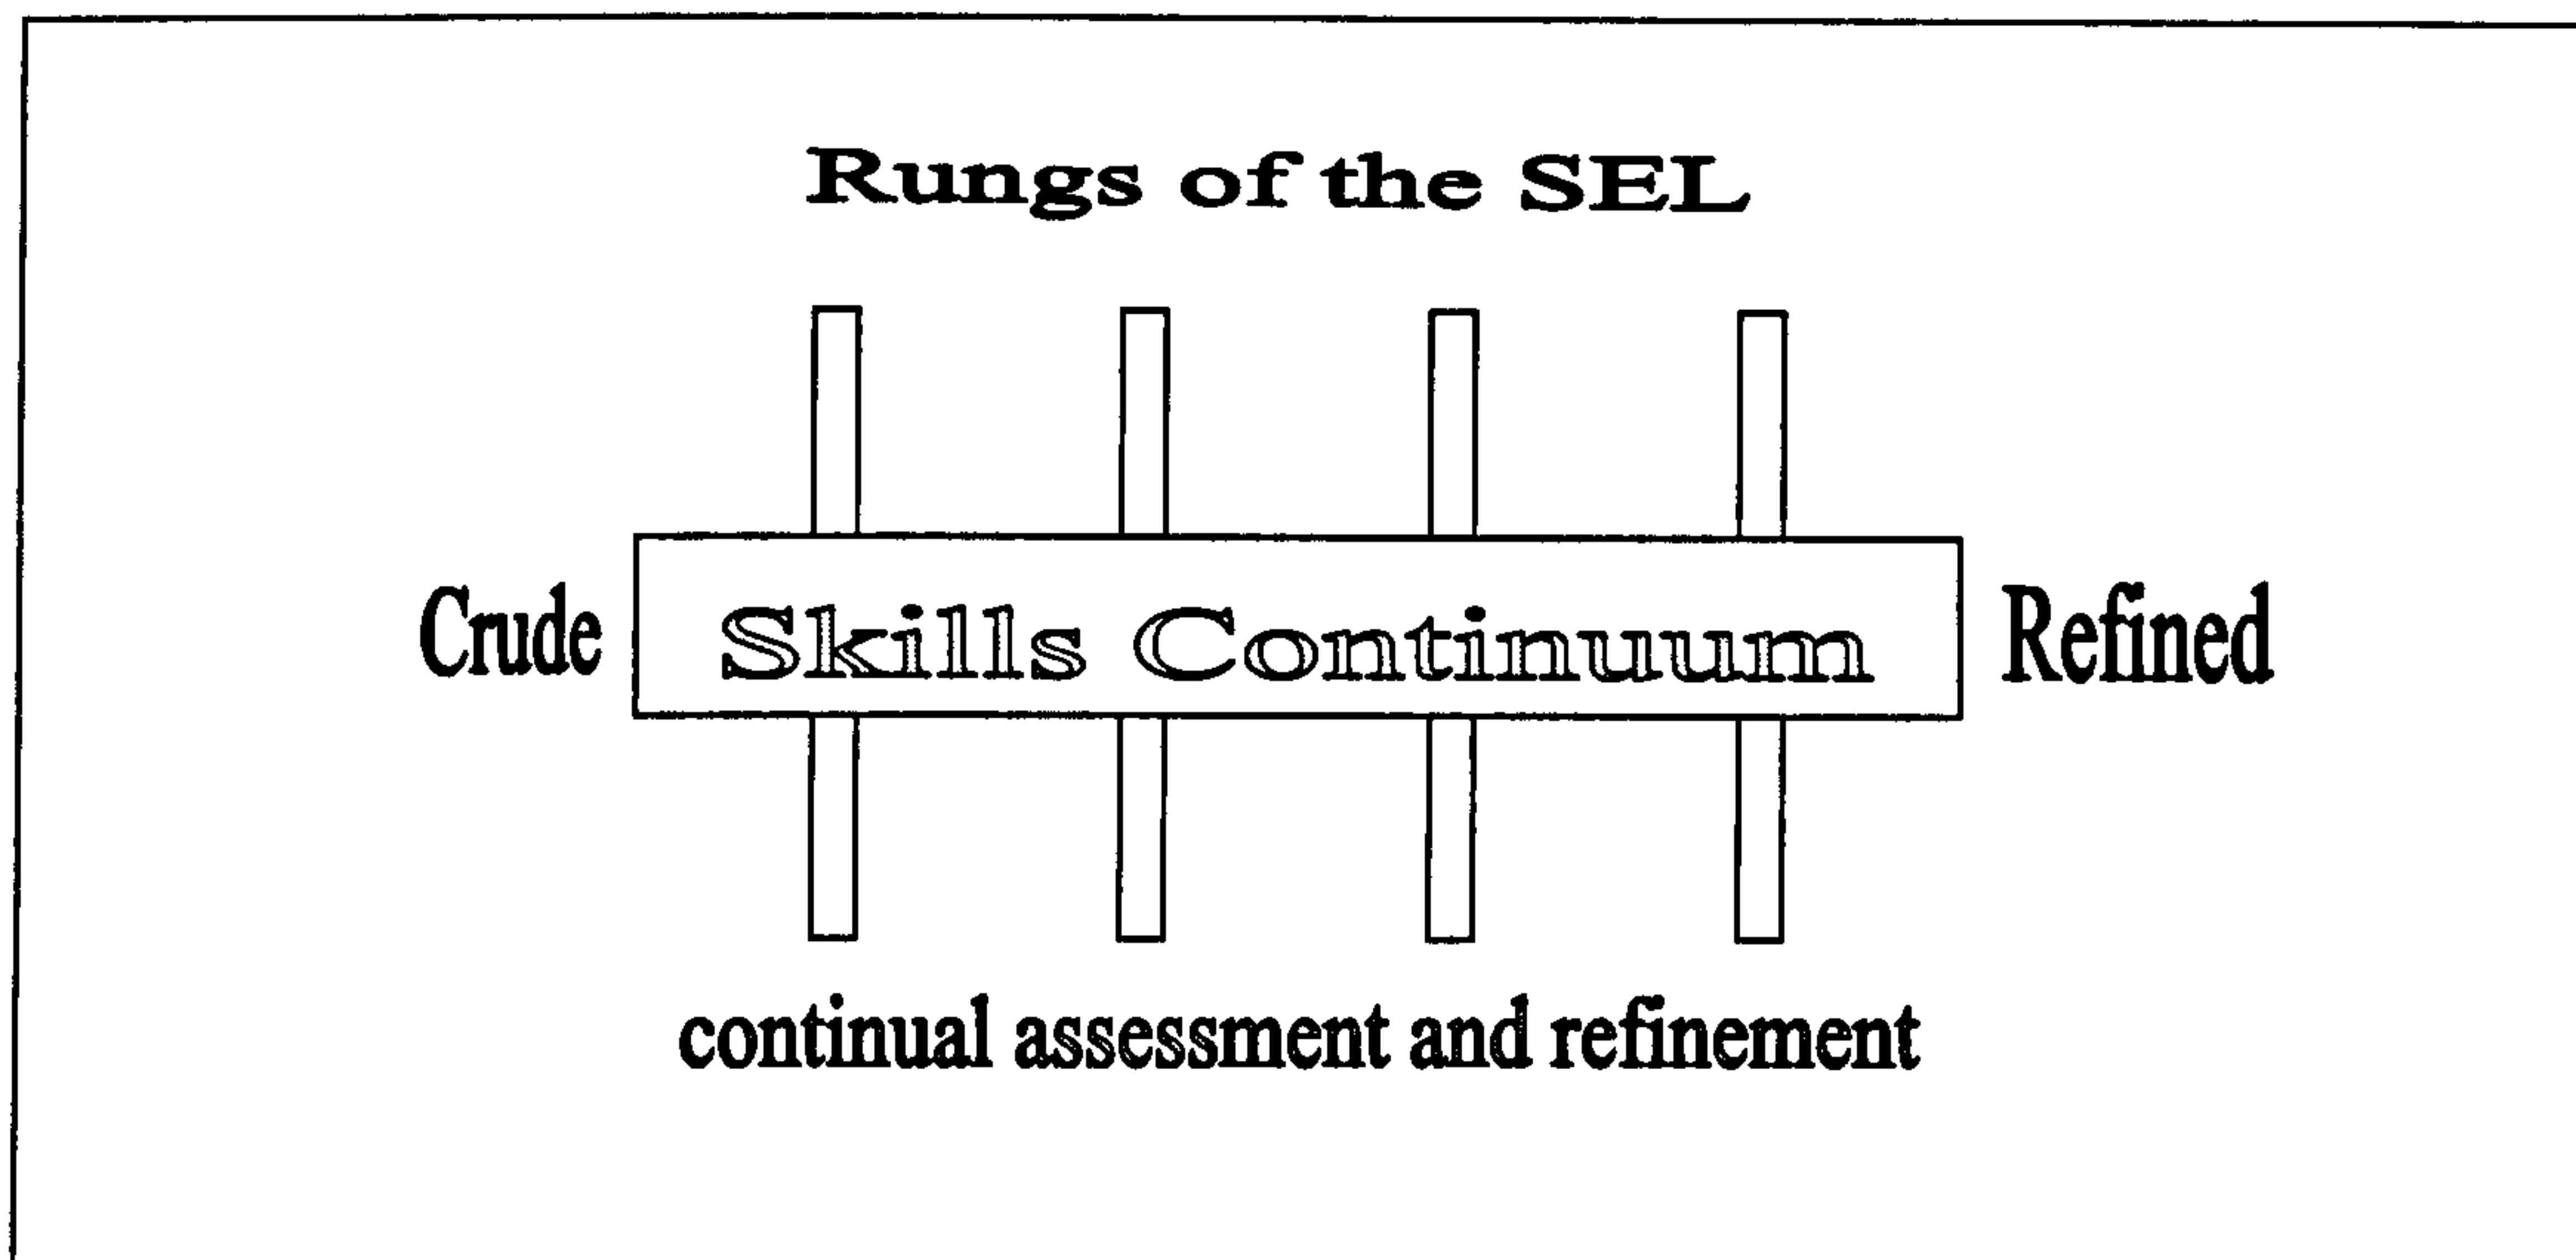 Rungs of the SEL
Crude Skills Continuum Refined
continual assessment and refinement